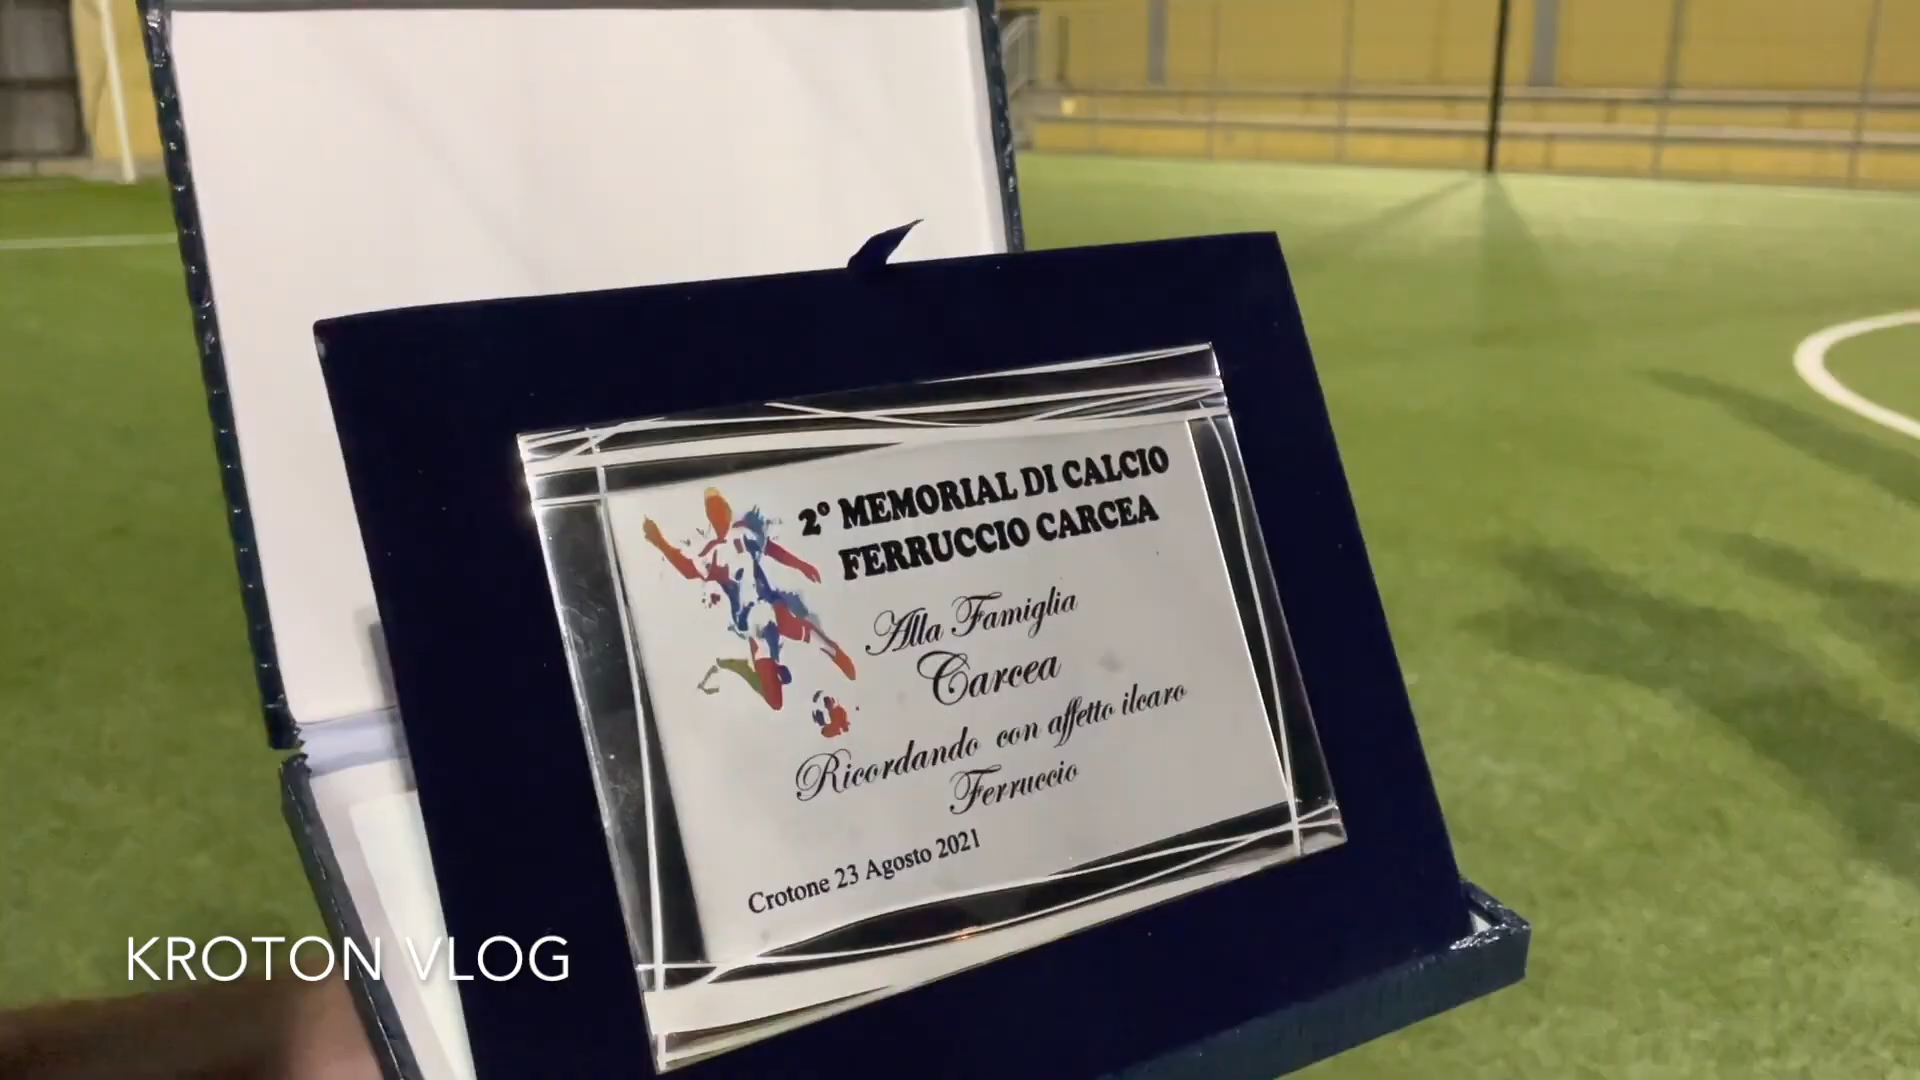 2° MEMORIAL DI CALCIO
FERRUCCIO CARCEA
Alla Famiglia
Carcea
Ricordando con affetto ilcaro
Ferruccio
Crotone 23 Agosto 2021
KROTON VLOG